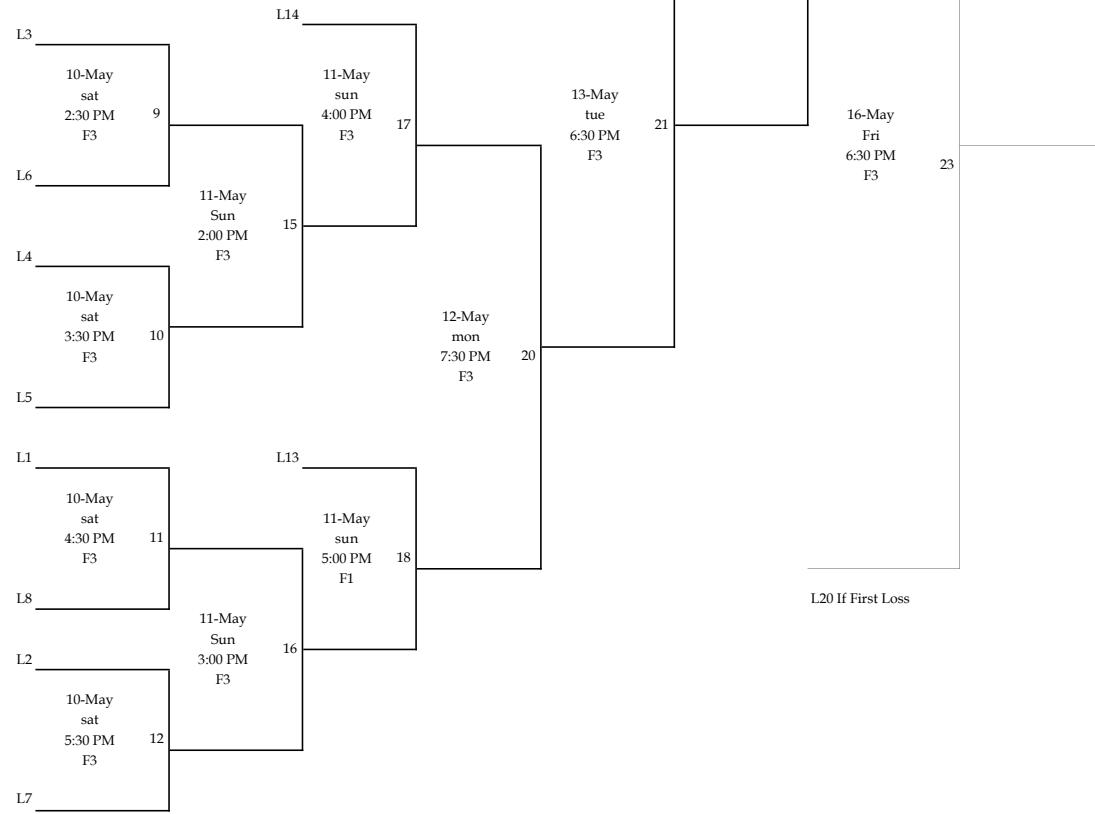 L14
L3
10-May
sat
2:30 PM
F3
9
L6
11-May
sun
4:00 PM
F3
17
13-May
tue
6:30 PM
F3
21
16-May
Fri
6:30 PM
F3
23
11-May
Sun
2:00 PM
F3
15
L4
10-May
sat
3:30 PM
F3
10
L5
12-May
mon
7:30 PM
F3
20
L1
10-May
sat
4:30 PM
F3
11
L8
L13
11-May
sun
5:00 PM
F1
18
L20 If First Loss
11-May
Sun
3:00 PM
F3
16
L2
10-May
sat
5:30 PM
F3
12
L7